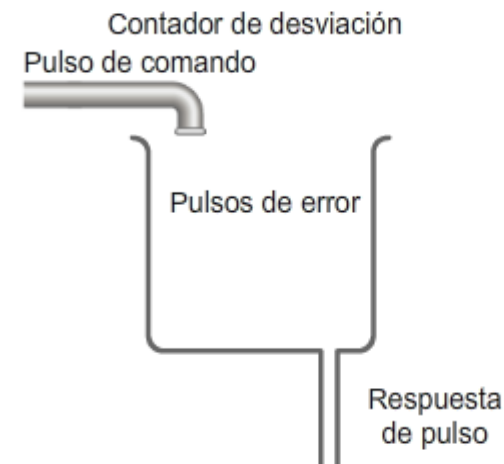 Contador de desviación
Pulso de comando
Pulsos de error
Respuesta
de pulso